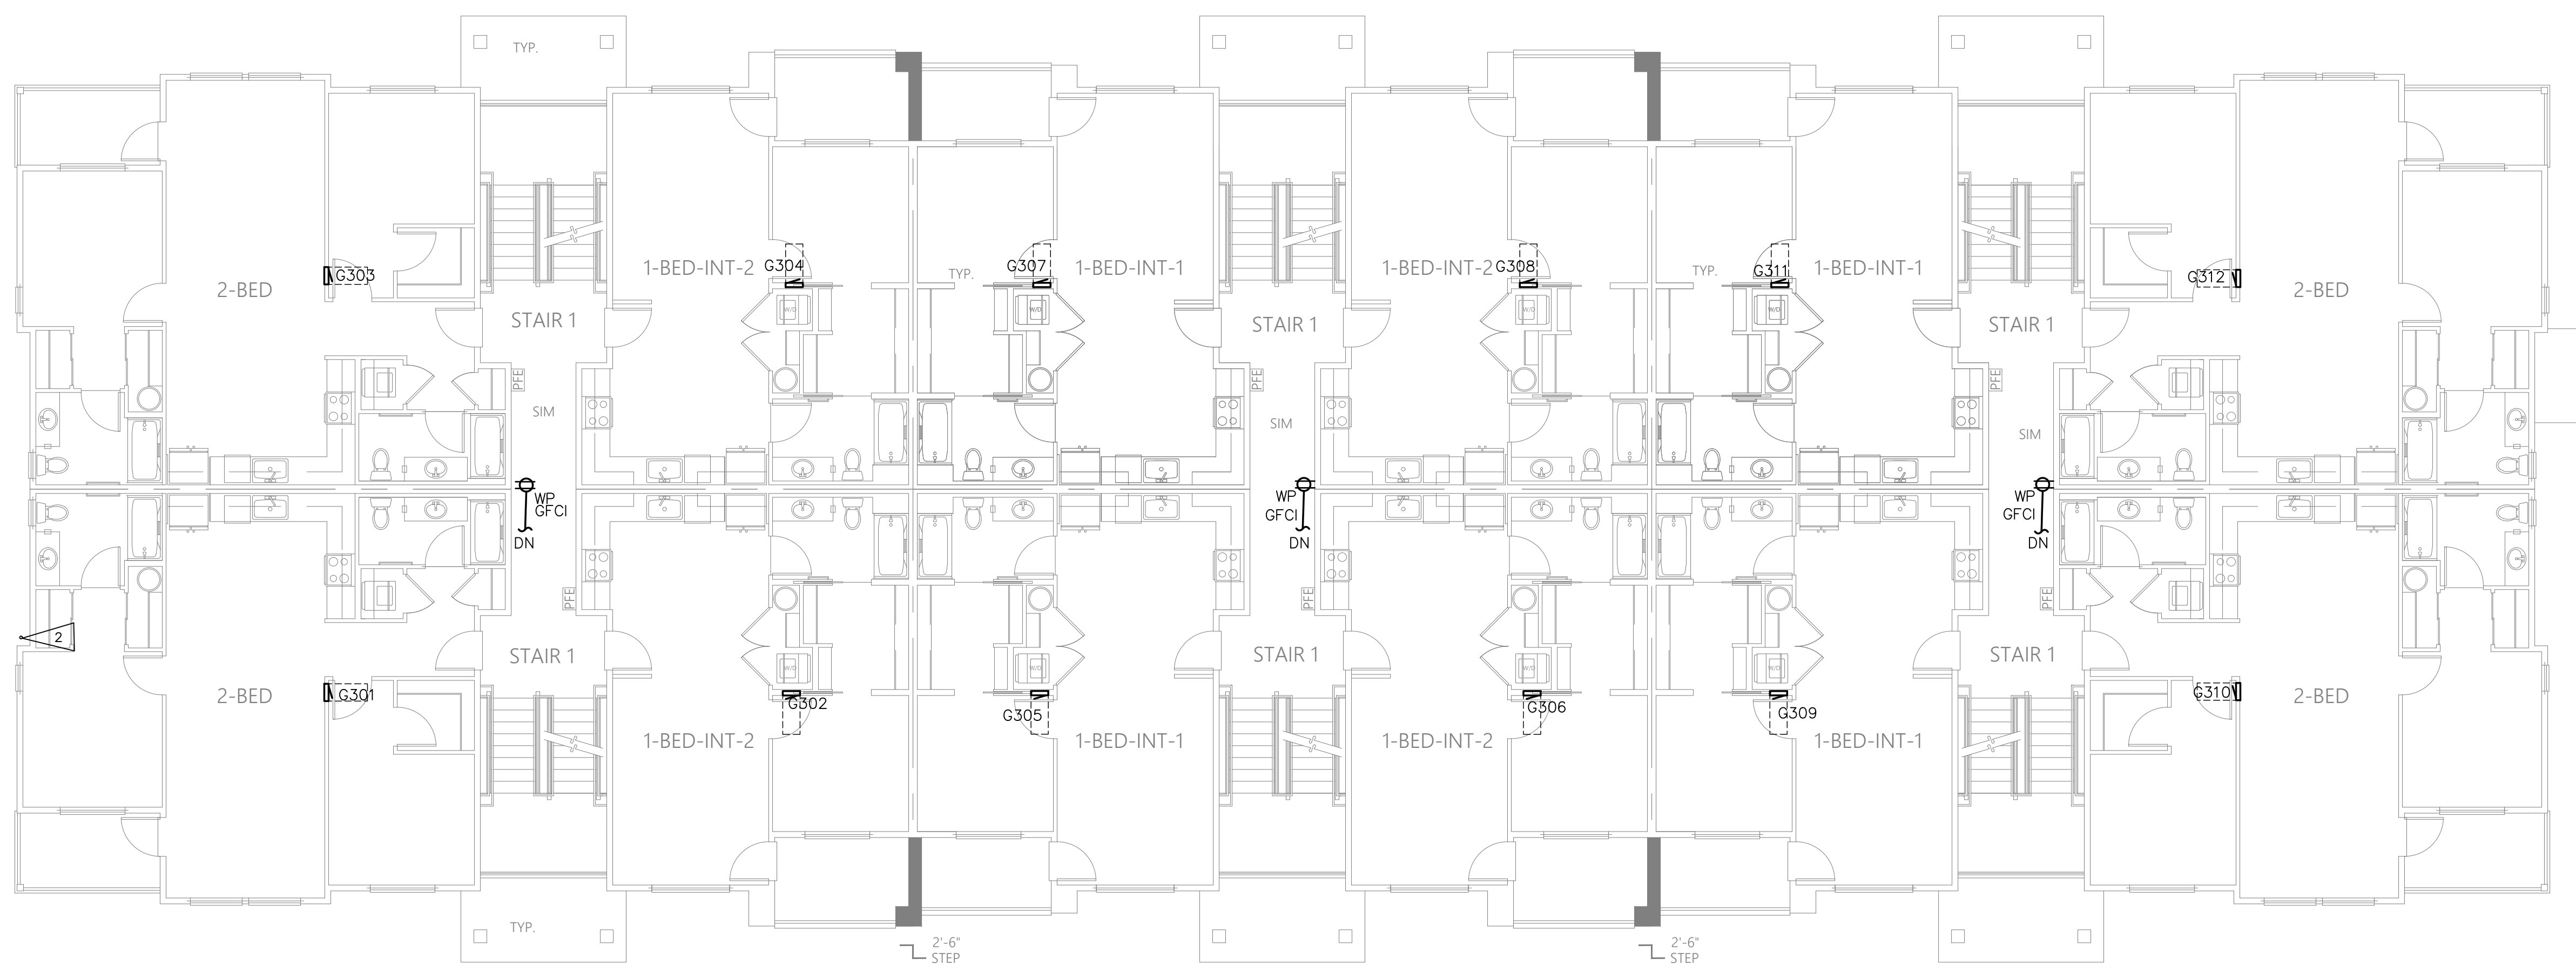 TYP.
G303
2-BED
STAIR 1
PFE
SIM
1-BED-INT-2
G304
W/D
TYP.
G307
W/D
1-BED-INT-1
STAIR 1
PFE
SIM
1-BED-INT-2
G308
W/D
TYP.
G311
W/D
1-BED-INT-1
STAIR 1
PFE
SIM
G312
2-BED
WP
GFCI
DN
WP
GFCI
DN
WP
GFCI
DN
2
PFE
PFE
PFE
2-BED
G301
STAIR 1
1-BED-INT-2
W/D
G302
W/D
G305
1-BED-INT-1
STAIR 1
1-BED-INT-2
W/D
G306
W/D
G309
1-BED-INT-1
STAIR 1
G310
2-BED
TYP.
2'-6"
STEP
2'-6"
STEP